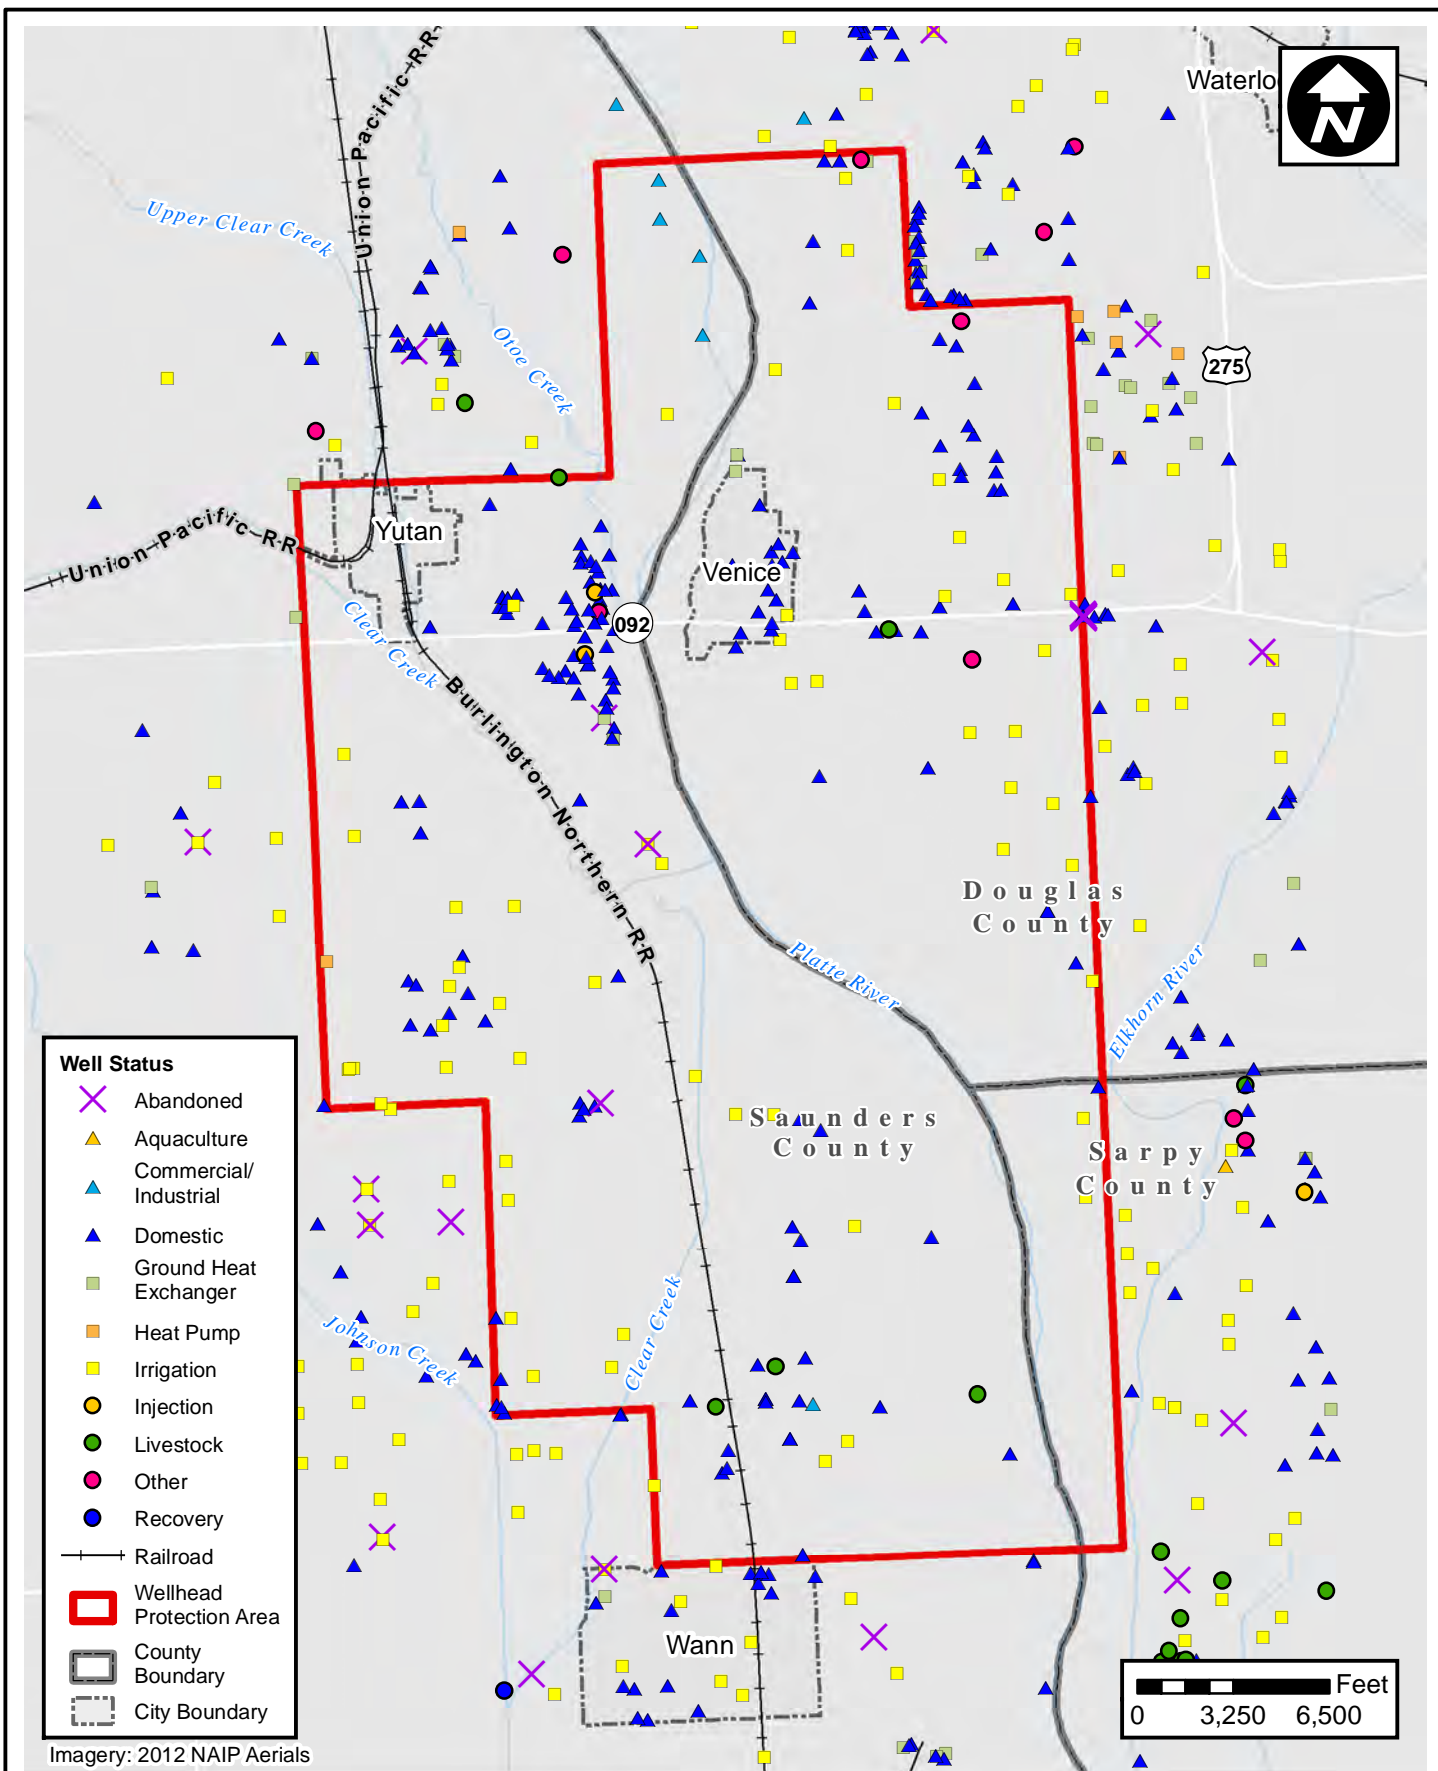 Waterloo
N
Union Pacific RR
Upper Clear Creek
Otoe Creek
275
Yutan
Union Pacific RR
Venice
092
Clear Creek
Burlington Northern RR
Douglas
County
Platte River
Elkhorn River
Saunders
County
Sarpy
County
Clear Creek
Johnson Creek
Wann
Well Status
Abandoned
Aquaculture
Commercial/
Industrial
Domestic
Ground Heat
Exchanger
Heat Pump
Irrigation
Injection
Livestock
Other
Recovery
Railroad
Wellhead
Protection Area
County
Boundary
City Boundary
Feet
0 3,250 6,500
Imagery: 2012 NAIP Aerials